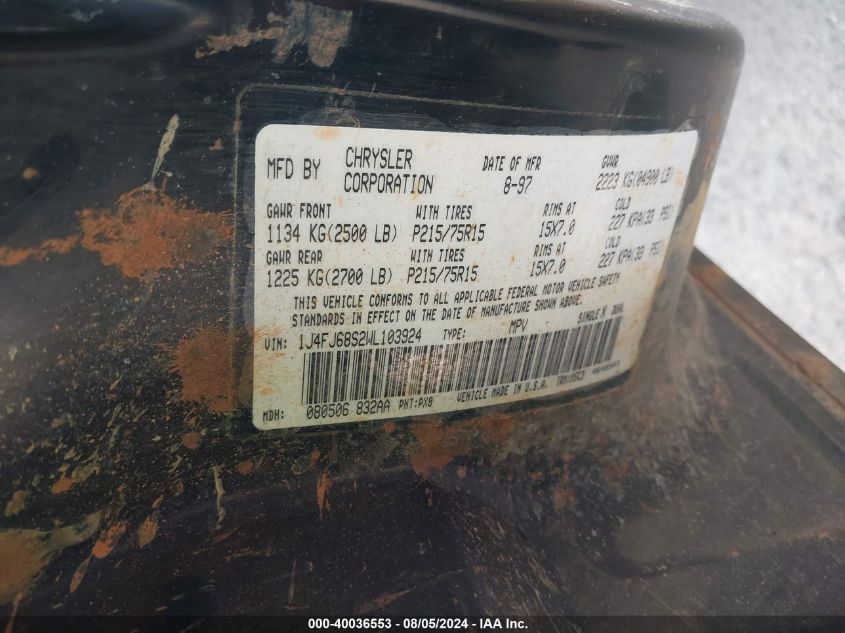 MFD BY CHRYSLER CORPORATION DATE OF MFR 8-97 GVWR 2223 KG(04900 LB)
GAWR FRONT WITH TIRES RIMS AT COLD
1134 KG(2500 LB) P215/75R15 15X7.0 227 KPA(33 PSI)
GAWR REAR WITH TIRES RIMS AT COLD
1225 KG(2700 LB) P215/75R15 15X7.0 227 KPA(33 PSI)
THIS VEHICLE CONFORMS TO ALL APPLICABLE FEDERAL MOTOR VEHICLE SAFETY
STANDARDS IN EFFECT ON THE DATE OF MANUFACTURE SHOWN ABOVE.
VIN: 1J4FJ68S2WL103924 TYPE: MPV SINGLE X DUAL
MDH: 080506 832AA PNT:PX8 VEHICLE MADE IN U.S.A.
000-40036553 - 08/05/2024 - IAA Inc.